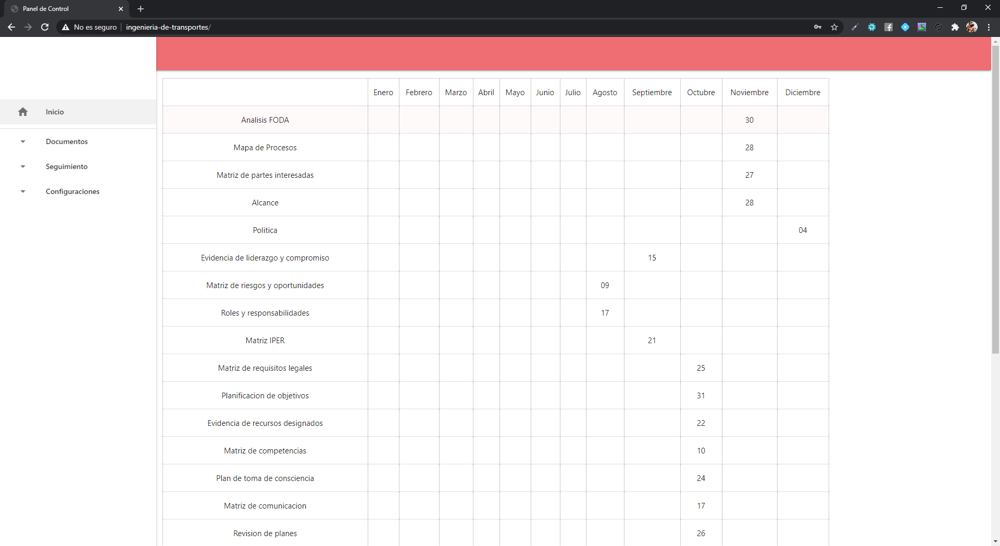 Panel de Control
No es seguro ingenieria-de-transportes/
Inicio
Documentos
Seguimiento
Configuraciones
Enero Febrero Marzo Abril Mayo Junio Julio Agosto Septiembre Octubre Noviembre Diciembre
Analisis FODA 30
Mapa de Procesos 28
Matriz de partes interesadas 27
Alcance 28
Politica 04
Evidencia de liderazgo y compromiso 15
Matriz de riesgos y oportunidades 09
Roles y responsabilidades 17
Matriz IPER 21
Matriz de requisitos legales 25
Planificacion de objetivos 31
Evidencia de recursos designados 22
Matriz de competencias 10
Plan de toma de consciencia 24
Matriz de comunicacion 17
Revision de planes 26